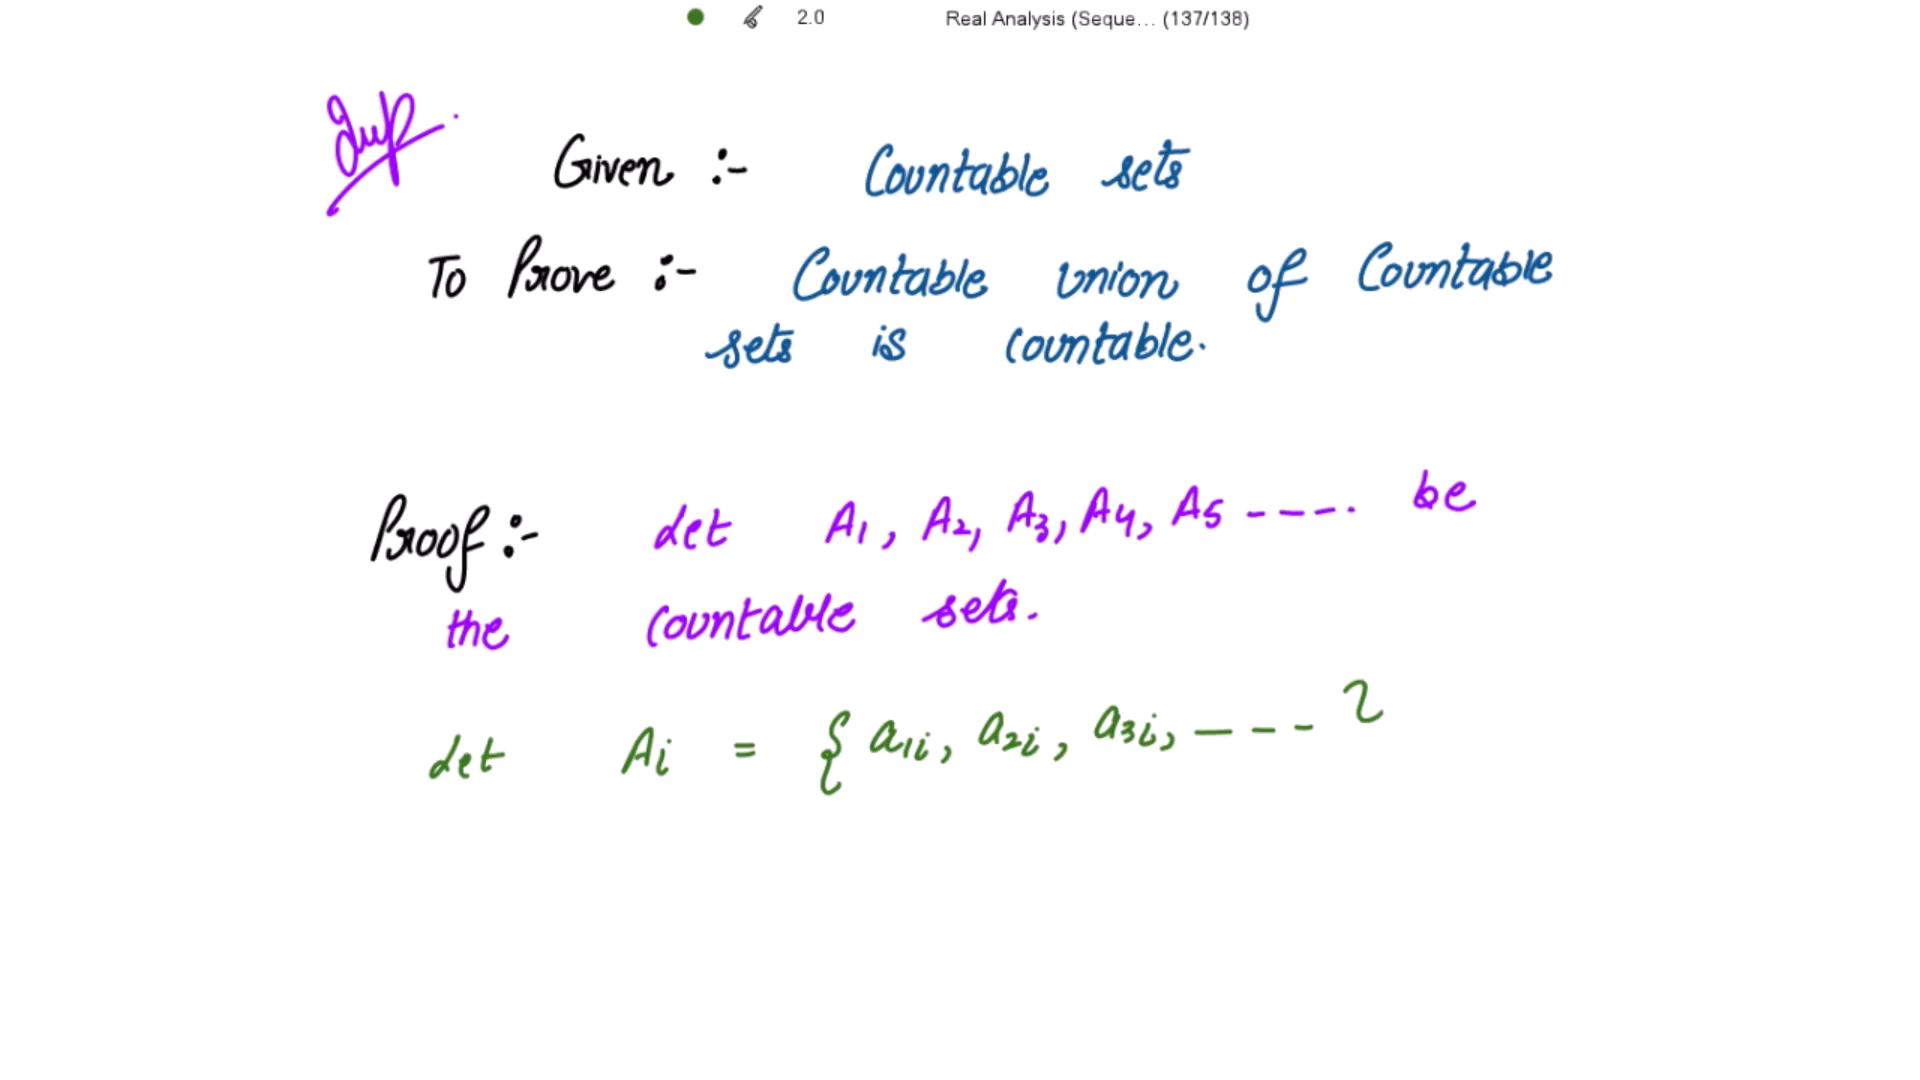 2.0 Real Analysis (Seque... (137/138)
Imp.
Given :- Countable sets
To Prove :- Countable union of Countable
sets is countable.
Proof :- Let A1, A2, A3, A4, A5 ----. be
the countable sets.
Let Ai = { a1i, a2i, a3i, ---- }